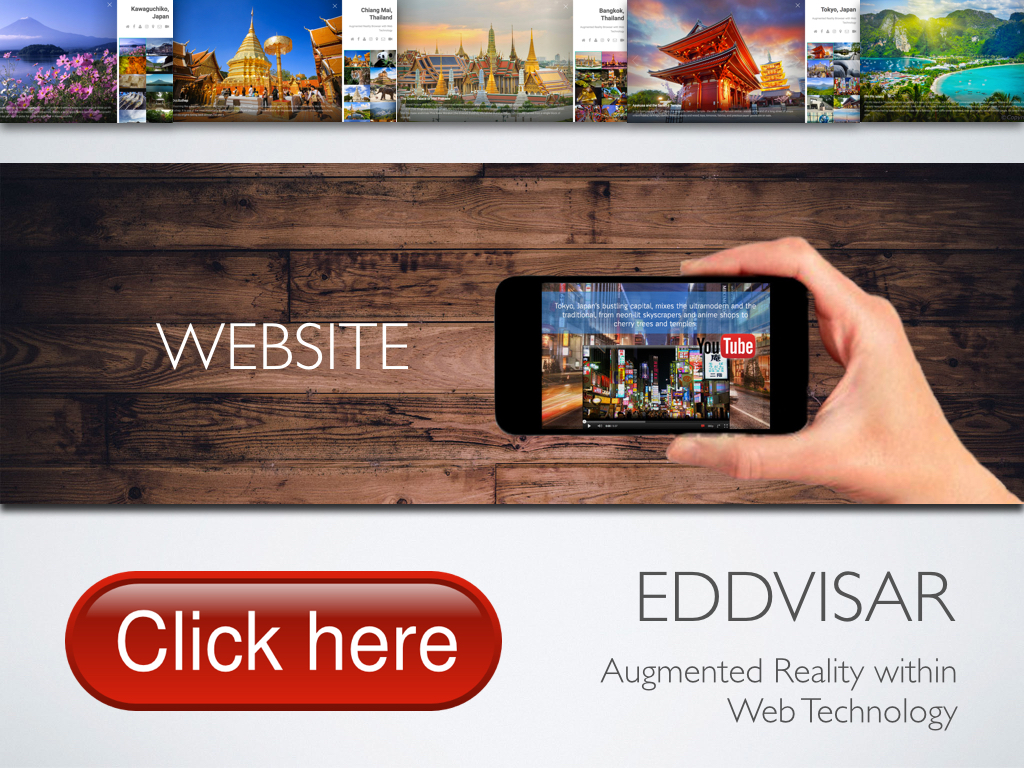 Kawaguchiko,
Japan
Chiang Mai,
Thailand
Bangkok,
Thailand
Tokyo, Japan
WEBSITE
Tokyo, Japan's bustling capital, mixes the ultramodern and the
traditional, from neon-lit skyscrapers and anime shops to
cherry trees and temples
YouTube
Click here
EDDVISAR
Augmented Reality within
Web Technology